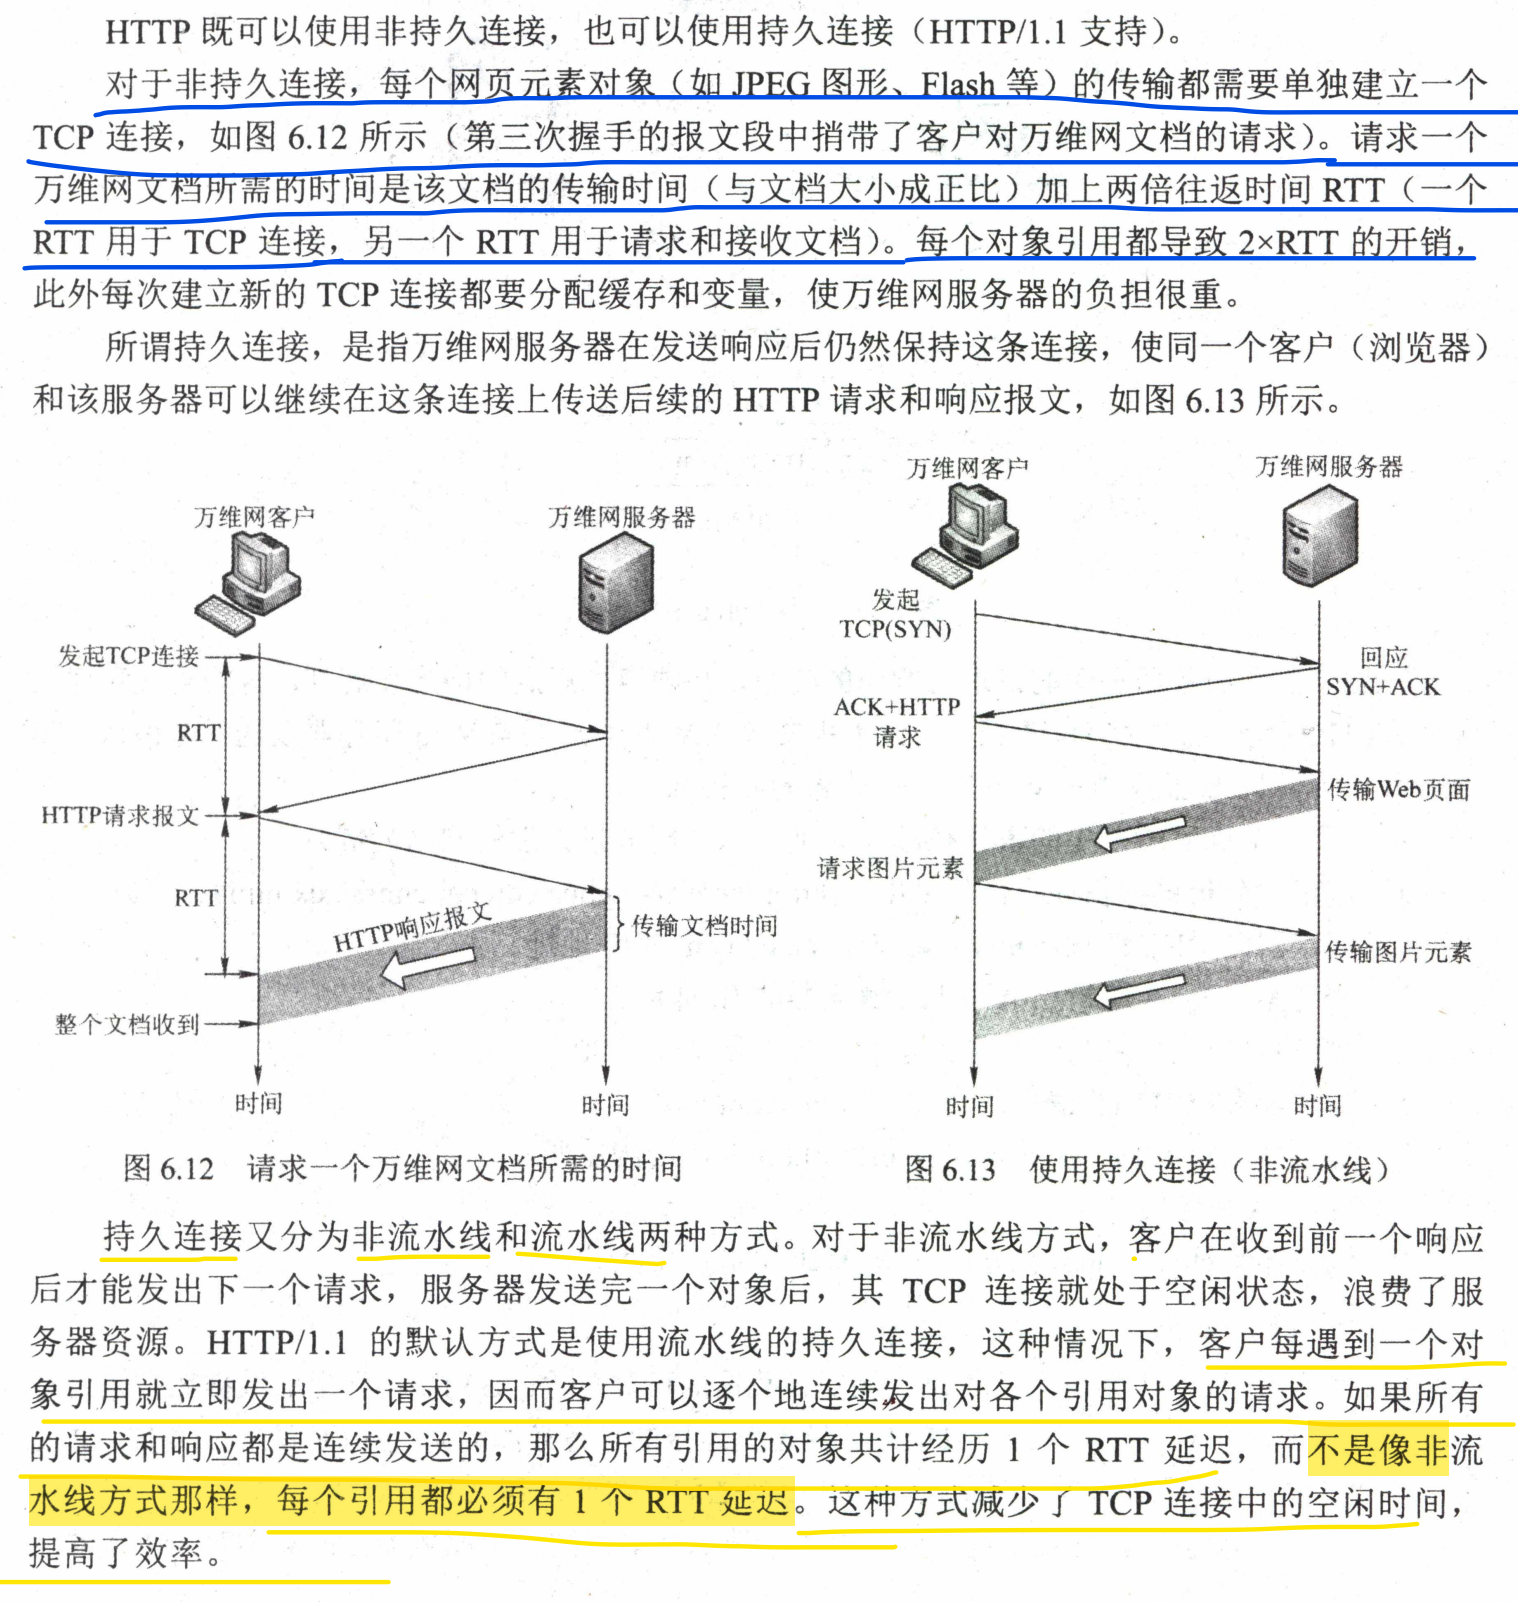 HTTP 既可以使用非持久连接，也可以使用持久连接（HTTP/1.1 支持）。
对于非持久连接，每个网页元素对象（如 JPEG 图形、Flash 等）的传输都需要单独建立一个
TCP 连接，如图 6.12 所示（第三次握手的报文段中捎带了客户对万维网文档的请求）。请求一个
万维网文档所需的时间是该文档的传输时间（与文档大小成正比）加上两倍往返时间 RTT（一个
RTT 用于 TCP 连接，另一个 RTT 用于请求和接收文档）。每个对象引用都导致 2×RTT 的开销，
此外每次建立新的 TCP 连接都要分配缓存和变量，使万维网服务器的负担很重。
所谓持久连接，是指万维网服务器在发送响应后仍然保持这条连接，使同一个客户（浏览器）
和该服务器可以继续在这条连接上传送后续的 HTTP 请求和响应报文，如图 6.13 所示。
万维网客户
万维网服务器
发起TCP连接
RTT
HTTP请求报文
RTT
HTTP响应报文
传输文档时间
整个文档收到
时间
时间
图 6.12 请求一个万维网文档所需的时间
万维网客户
万维网服务器
发起
TCP(SYN)
回应
SYN+ACK
ACK+HTTP
请求
传输Web页面
请求图片元素
传输图片元素
时间
时间
图 6.13 使用持久连接（非流水线）
持久连接又分为非流水线和流水线两种方式。对于非流水线方式，客户在收到前一个响应
后才能发出下一个请求，服务器发送完一个对象后，其 TCP 连接就处于空闲状态，浪费了服
务器资源。HTTP/1.1 的默认方式是使用流水线的持久连接，这种情况下，客户每遇到一个对
象引用就立即发出一个请求，因而客户可以逐个地连续发出对各个引用对象的请求。如果所有
的请求和响应都是连续发送的，那么所有引用的对象共计经历 1 个 RTT 延迟，而不是像非流
水线方式那样，每个引用都必须有 1 个 RTT 延迟。这种方式减少了 TCP 连接中的空闲时间，
提高了效率。